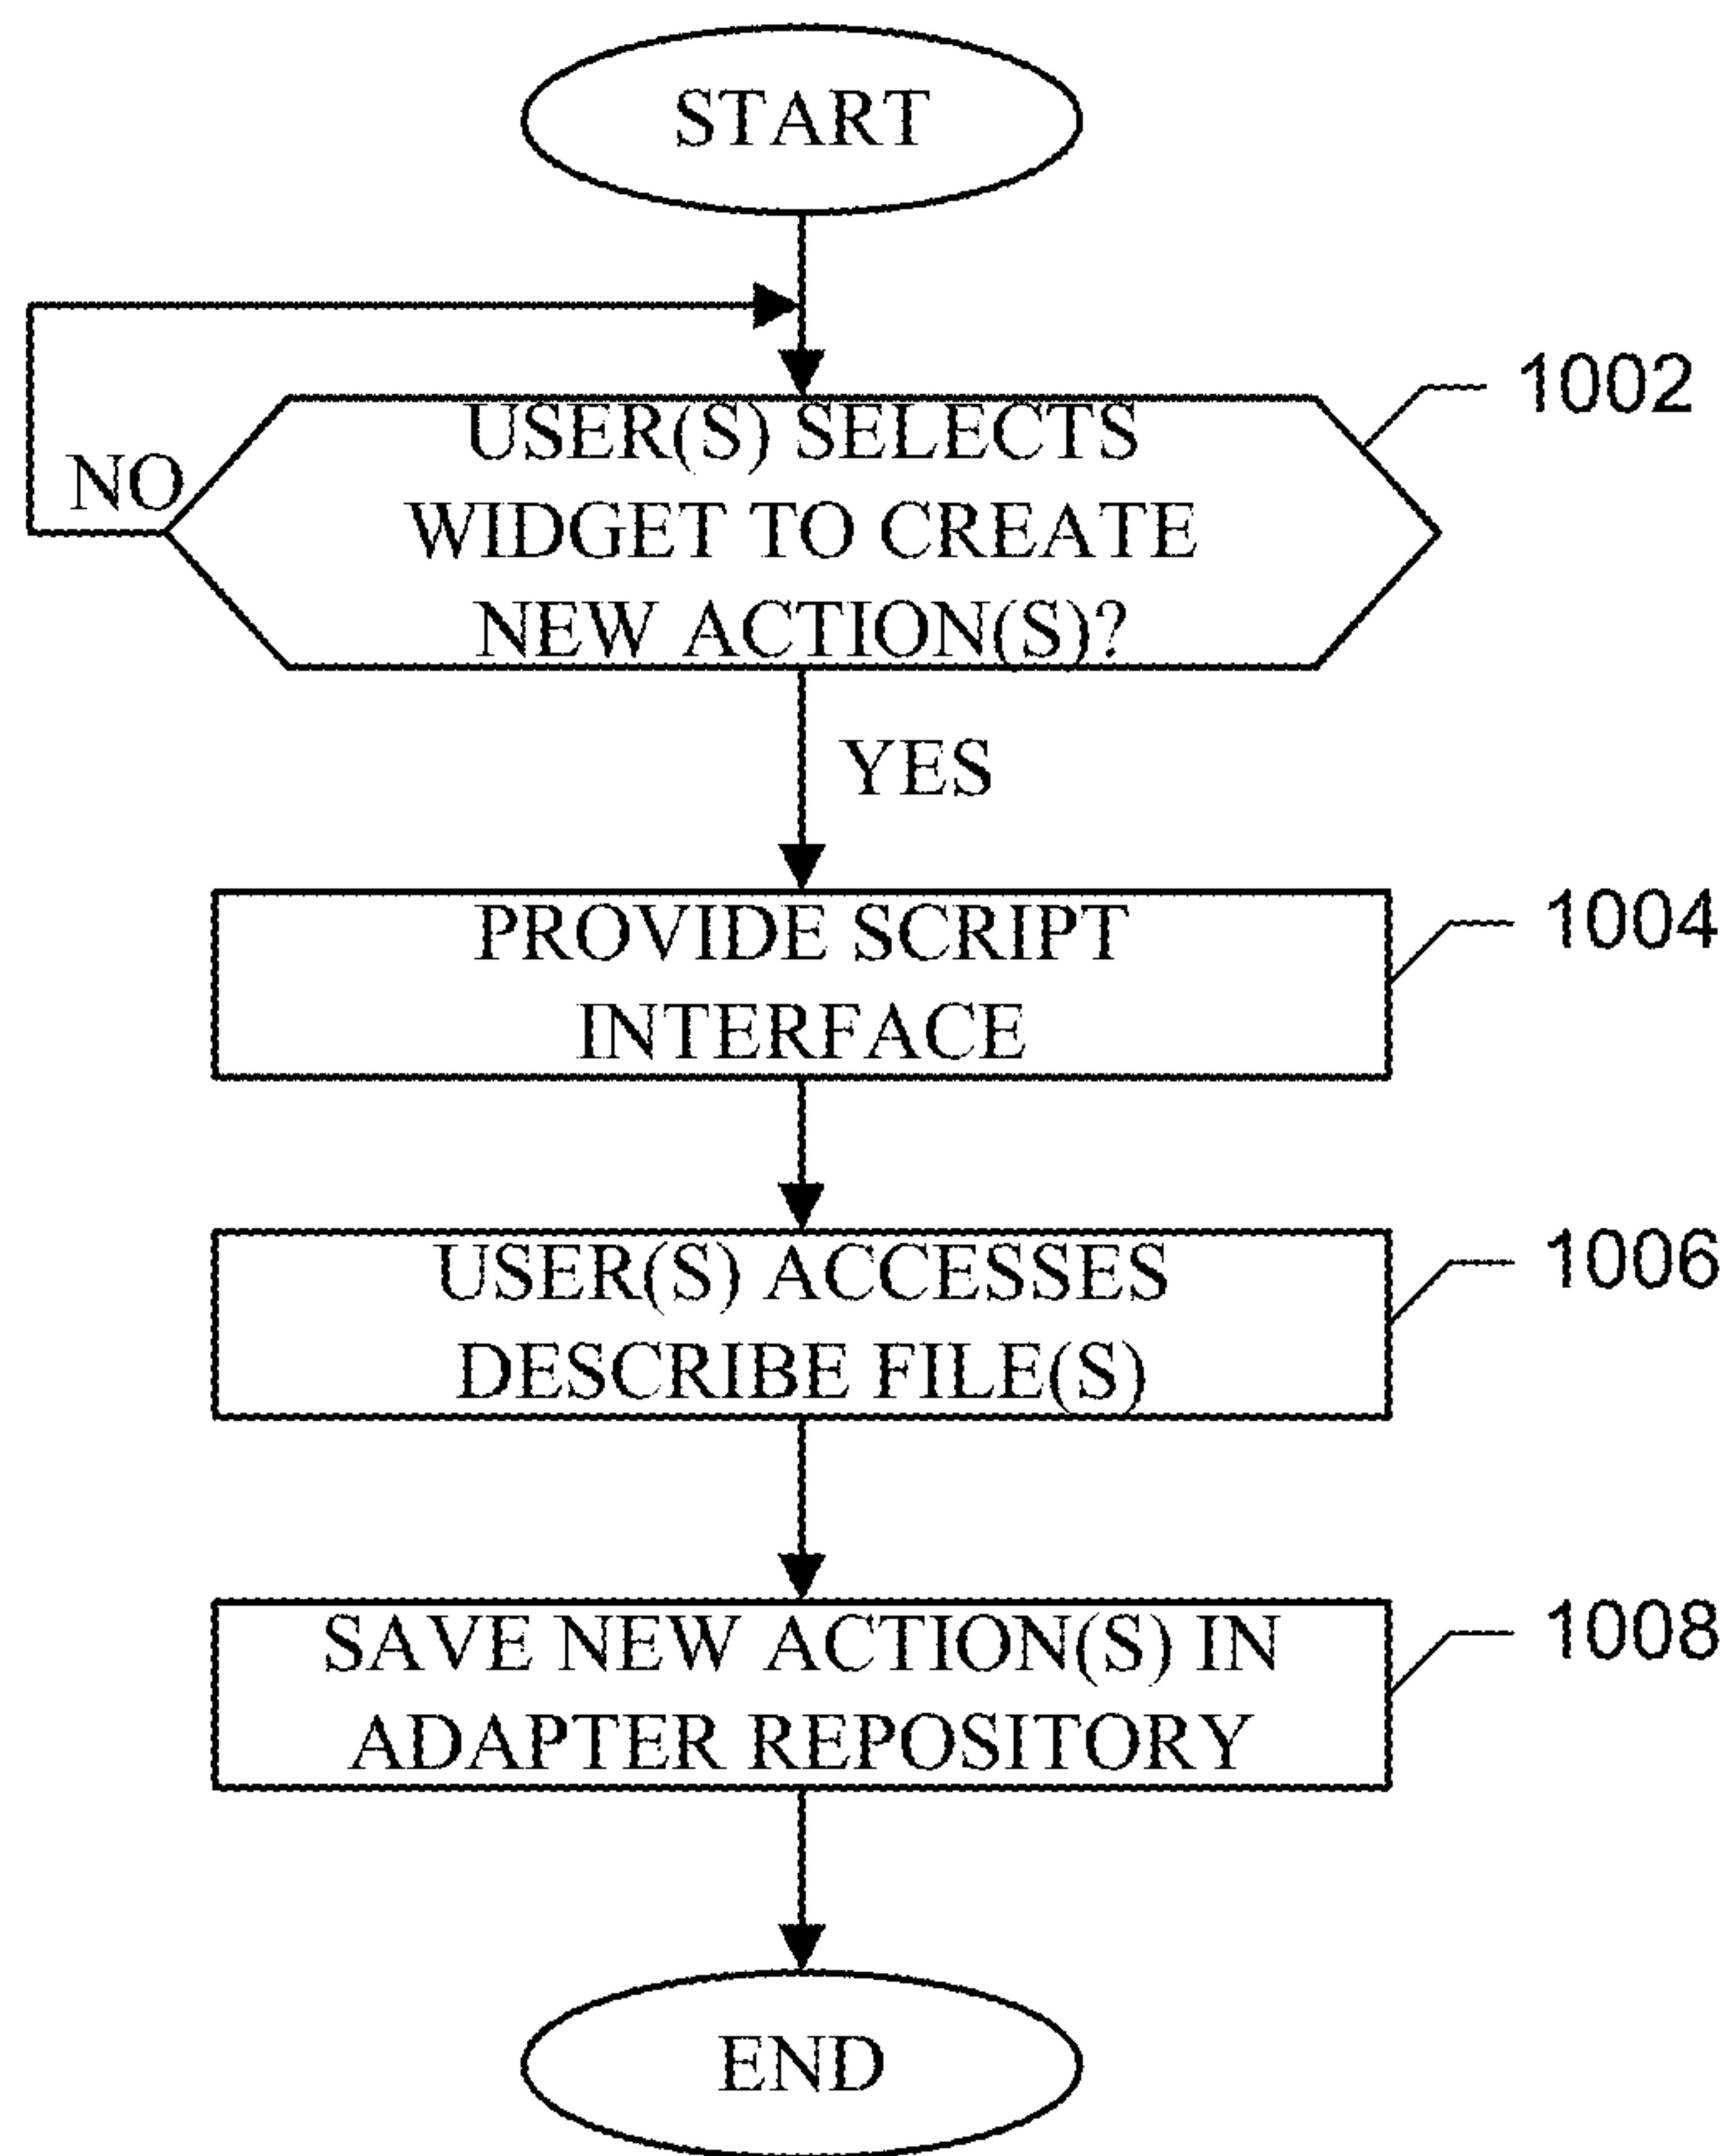 START
1002
USER(S) SELECTS
WIDGET TO CREATE
NEW ACTION(S)?
NO
YES
1004
PROVIDE SCRIPT
INTERFACE
1006
USER(S) ACCESSES
DESCRIBE FILE(S)
1008
SAVE NEW ACTION(S) IN
ADAPTER REPOSITORY
END